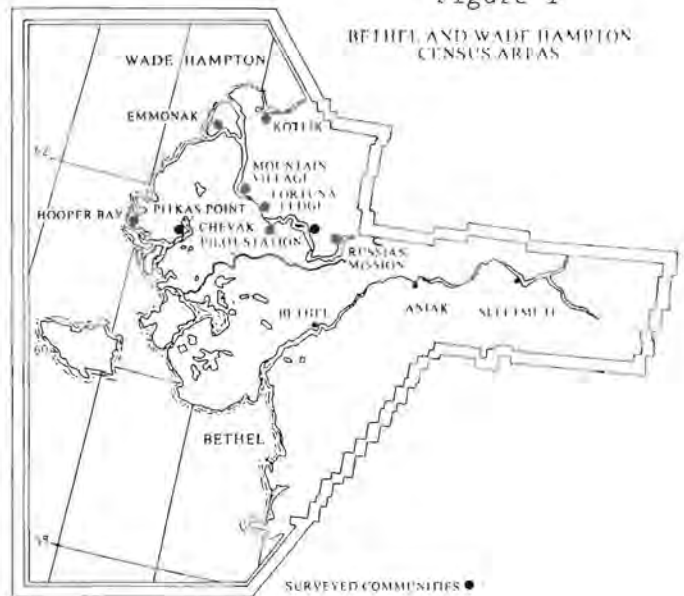 Figure 1
BETHEL AND WADE HAMPTON
CENSUS AREAS
WADE HAMPTON
EMMONAK
KOTLIK
62
MOUNTAIN
VILLAGE
FORTUNA
LEDGE
HOOPER BAY
PITKAS POINT
CHEVAK
PILOT STATION
RUSSIAN
MISSION
BETHEL
ANIAK
SLEETMUTE
60
BETHEL
59
SURVEYED COMMUNITIES